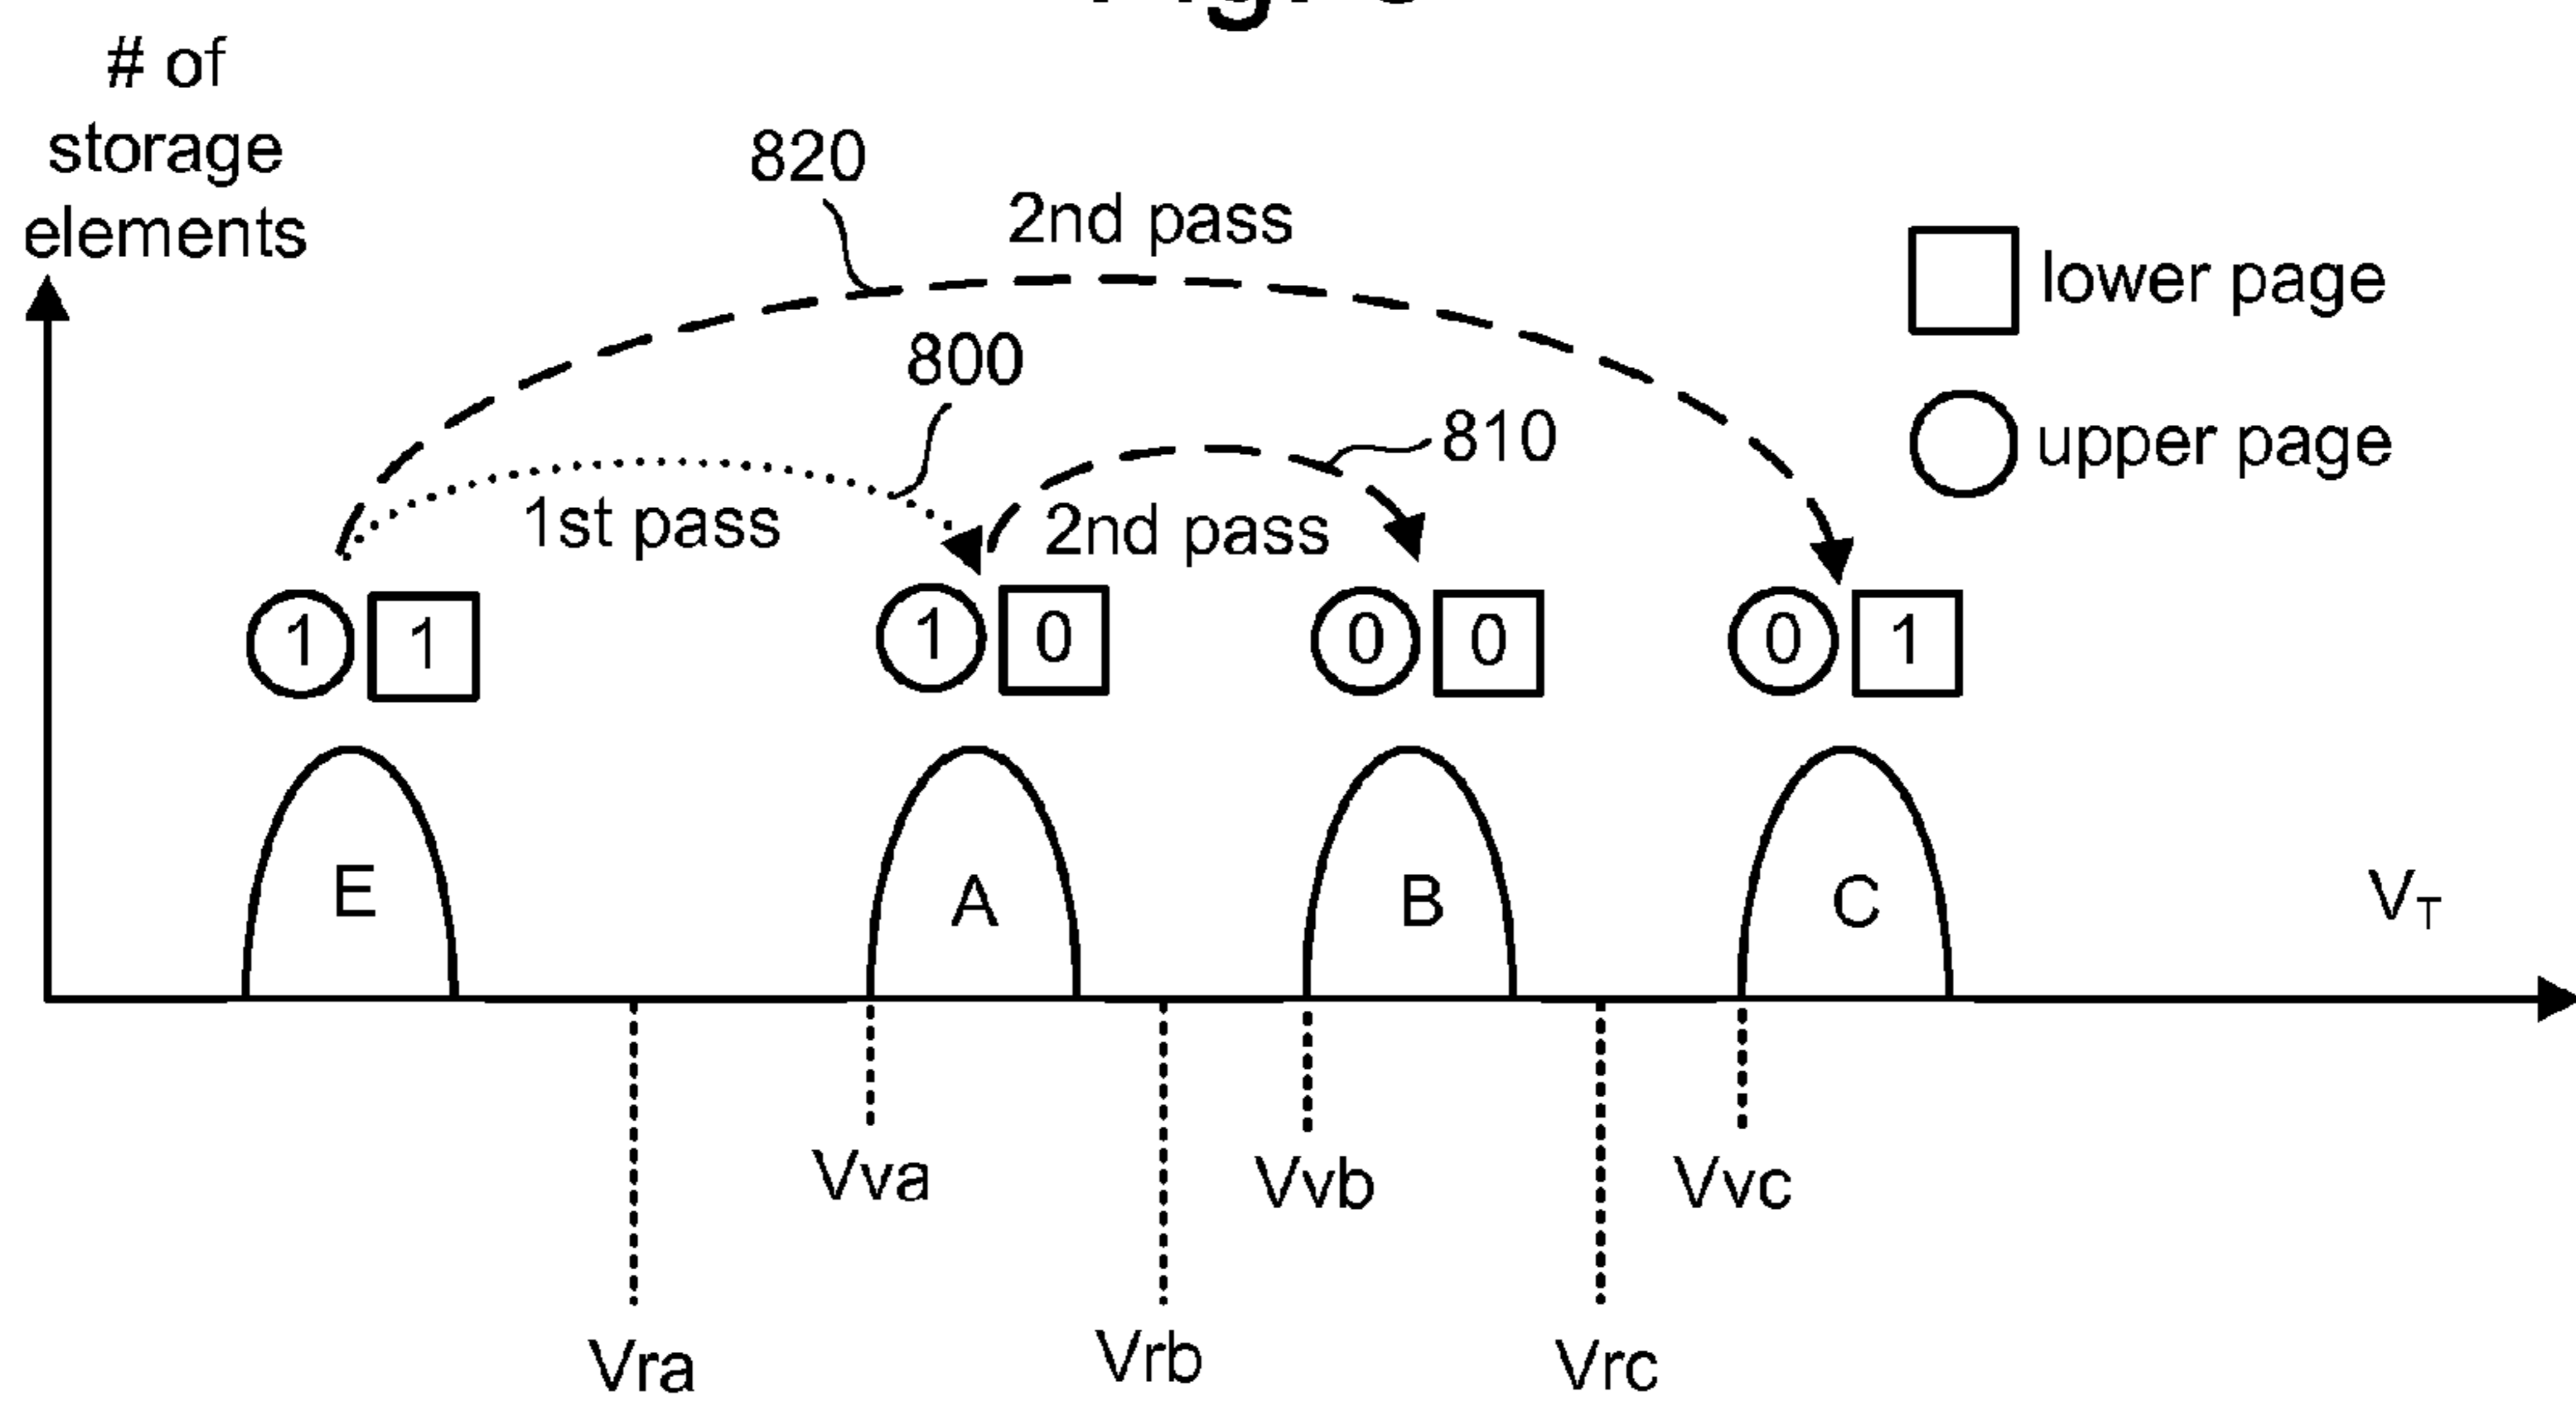 # of
storage
elements
820
2nd pass
lower page
800
810
upper page
1st pass
2nd pass
1 1
1 0
0 0
0 1
E
A
B
C
VT
Vva
Vvb
Vvc
Vra
Vrb
Vrc